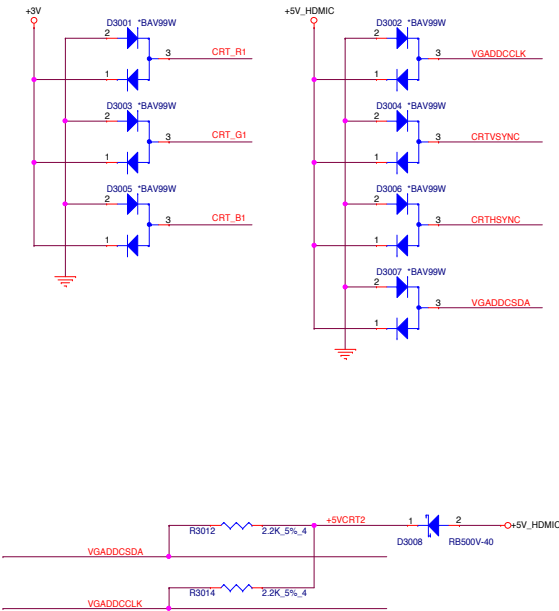 +3V
D3001 *BAV99W
2
3
CRT_R1
1
D3003 *BAV99W
2
3
CRT_G1
1
D3005 *BAV99W
2
3
CRT_B1
1
+5V_HDMIC
D3002 *BAV99W
2
3
VGADDCCLK
1
D3004 *BAV99W
2
3
CRTVSYNC
1
D3006 *BAV99W
2
3
CRTHSYNC
1
D3007 *BAV99W
2
3
VGADDCSDA
1
+5VCRT2
1
2
+5V_HDMIC
R3012
2.2K_5%_4
D3008
RB500V-40
VGADDCSDA
R3014
2.2K_5%_4
VGADDCCLK